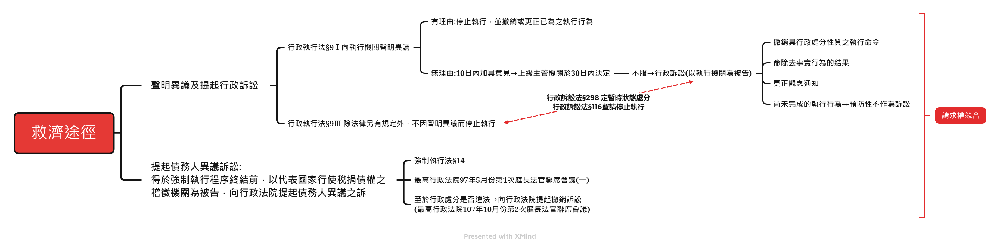 救濟途徑
聲明異議及提起行政訴訟
行政執行法§9Ⅰ向執行機關聲明異議
有理由:停止執行，並撤銷或更正已為之執行行為
無理由:10日內加具意見→上級主管機關於30日內決定
不服→行政訴訟(以執行機關為被告)
撤銷具行政處分性質之執行命令
命除去事實行為的結果
更正觀念通知
尚未完成的執行行為→預防性不作為訴訟
行政訴訟法§298 定暫時狀態處分
行政訴訟法§116聲請停止執行
行政執行法§9Ⅲ 除法律另有規定外，不因聲明異議而停止執行
提起債務人異議訴訟:
得於強制執行程序終結前，以代表國家行使稅捐債權之
稽徵機關為被告，向行政法院提起債務人異議之訴
強制執行法§14
最高行政法院97年5月份第1次庭長法官聯席會議(一)
至於行政處分是否違法→向行政法院提起撤銷訴訟
(最高行政法院107年10月份第2次庭長法官聯席會議)
請求權競合
Presented with XMind